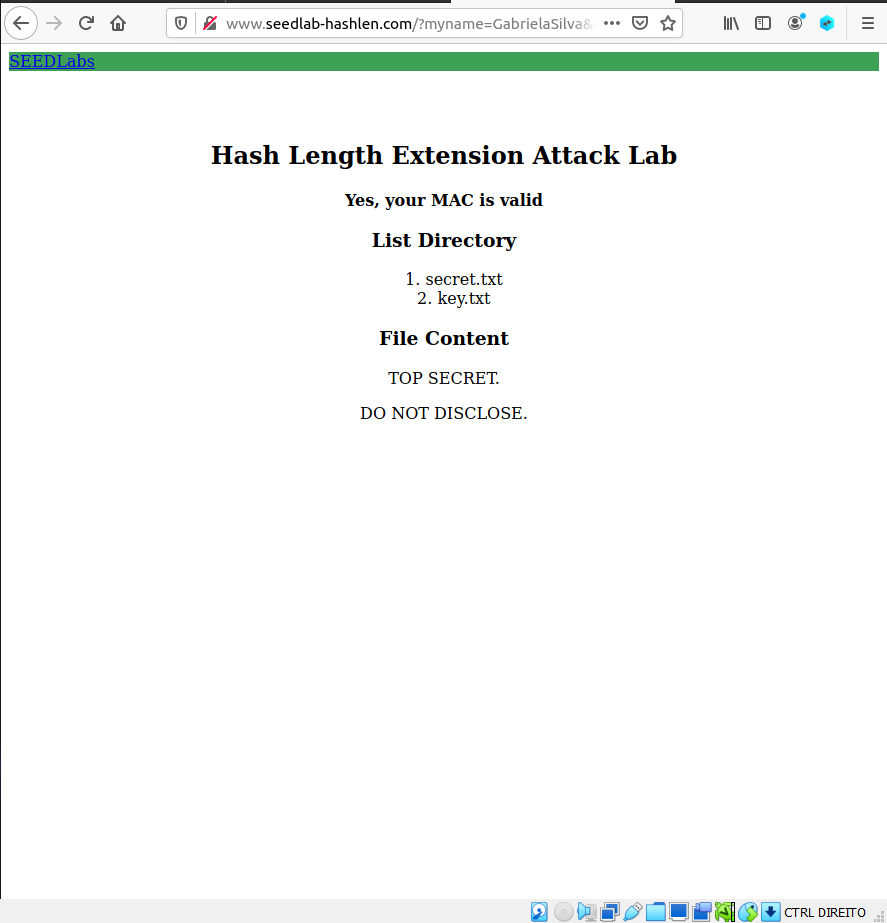 www.seedlab-hashlen.com/?myname=GabrielaSilva&
SEEDLabs
Hash Length Extension Attack Lab
Yes, your MAC is valid
List Directory
1. secret.txt
2. key.txt
File Content
TOP SECRET.
DO NOT DISCLOSE.
CTRL DIREITO